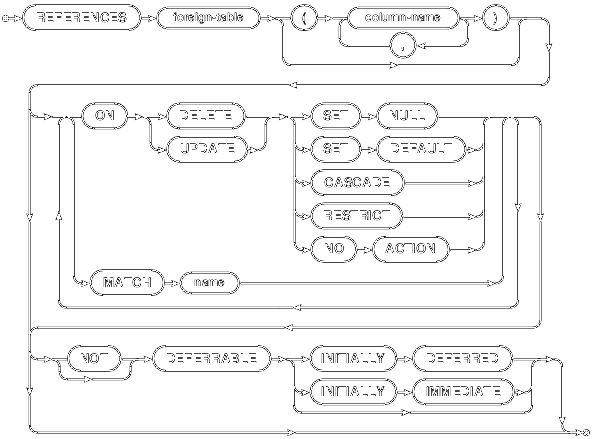 REFERENCES foreign-table ( column-name )
,
ON DELETE SET NULL
UPDATE SET DEFAULT
CASCADE
RESTRICT
NO ACTION
MATCH name
NOT DEFERRABLE INITIALLY DEFERRED
INITIALLY IMMEDIATE